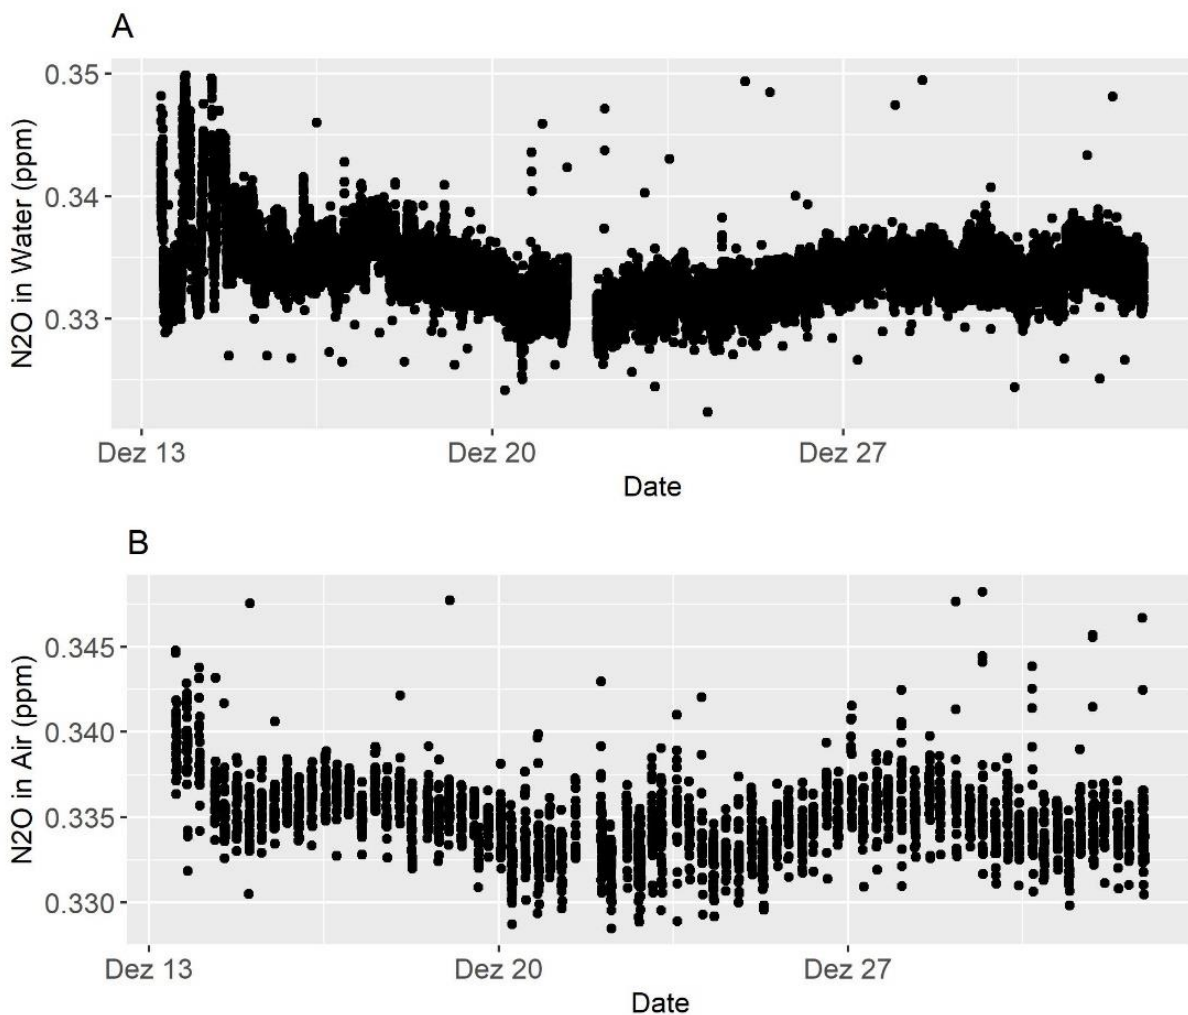 A
N2O in Water (ppm)
0.35
0.34
0.33
Dez 13 Dez 20 Dez 27
Date
B
N2O in Air (ppm)
0.345
0.340
0.335
0.330
Dez 13 Dez 20 Dez 27
Date